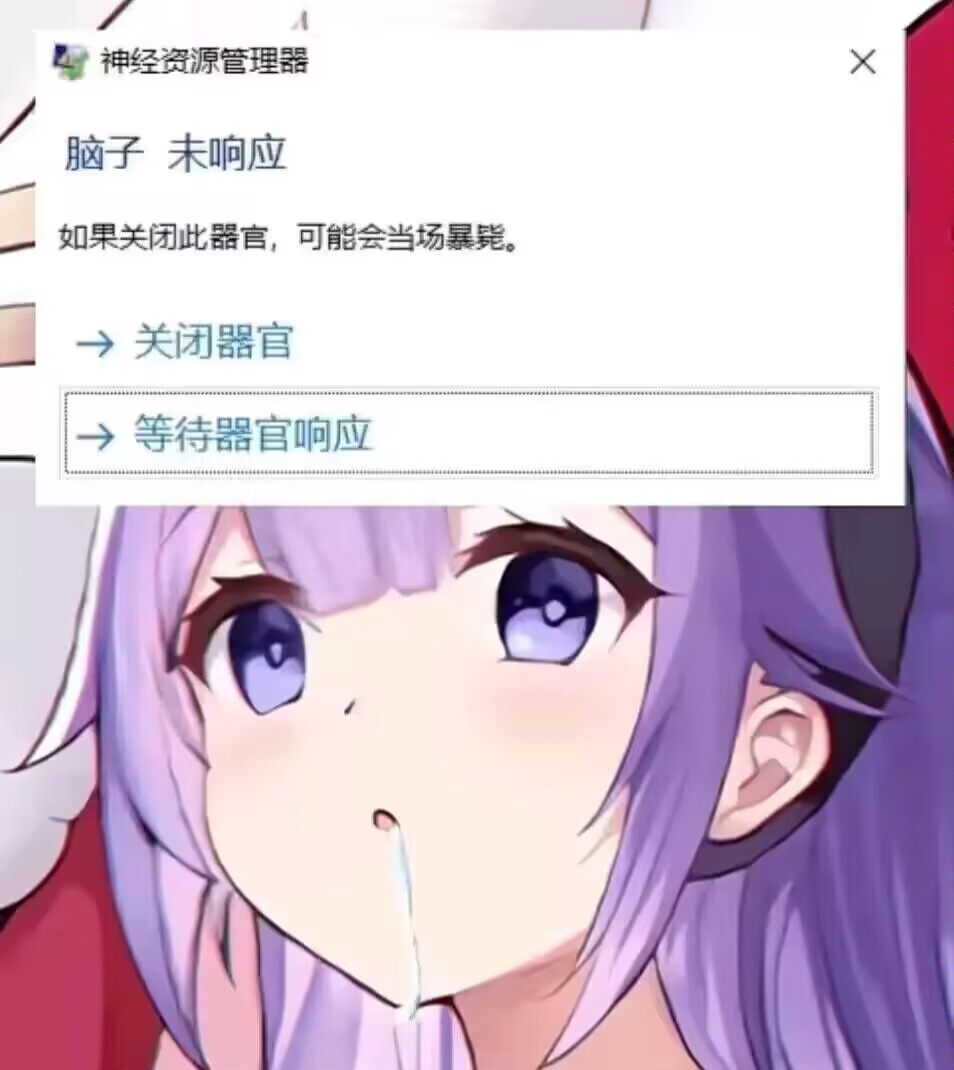 神经资源管理器
脑子 未响应
如果关闭此器官，可能会当场暴毙。
→ 关闭器官
→ 等待器官响应